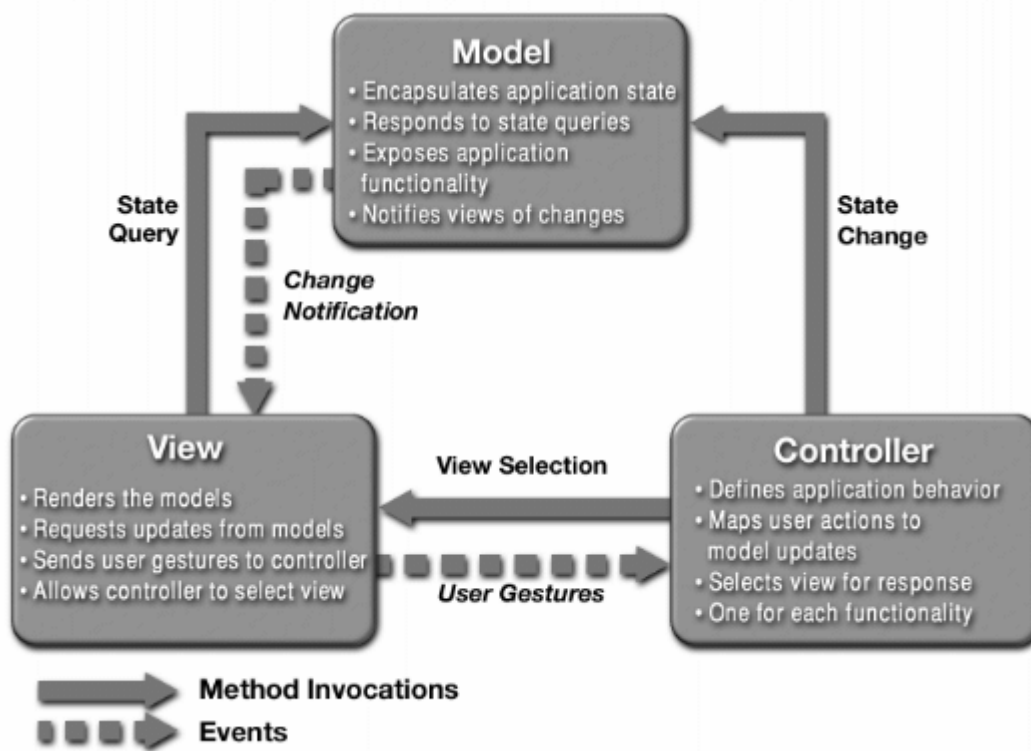 Model
• Encapsulates application state
• Responds to state queries
• Exposes application
functionality
• Notifies views of changes
State
Query
State
Change
Change
Notification
View
• Renders the models
• Requests updates from models
• Sends user gestures to controller
• Allows controller to select view
View Selection
User Gestures
Controller
• Defines application behavior
• Maps user actions to
model updates
• Selects view for response
• One for each functionality
Method Invocations
Events